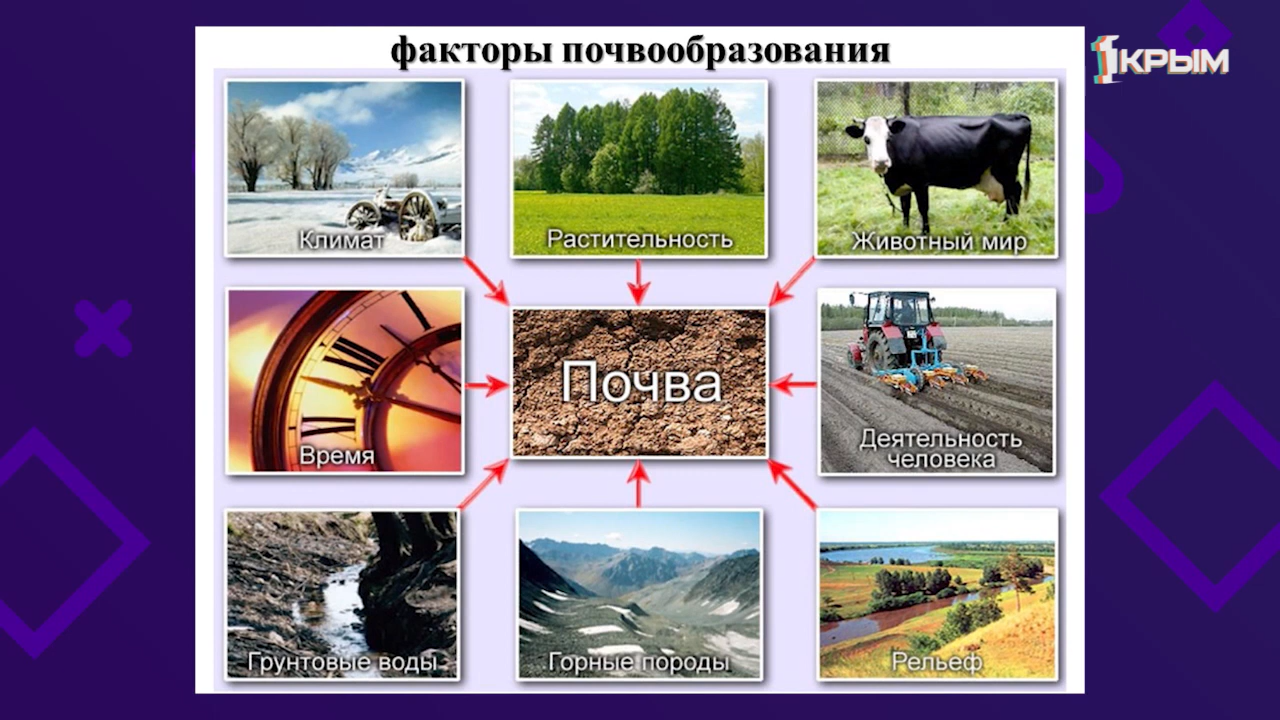 факторы почвообразования
1КРЫМ
Климат
Растительность
Животный мир
Время
Почва
Деятельность
человека
Грунтовые воды
Горные породы
Рельеф